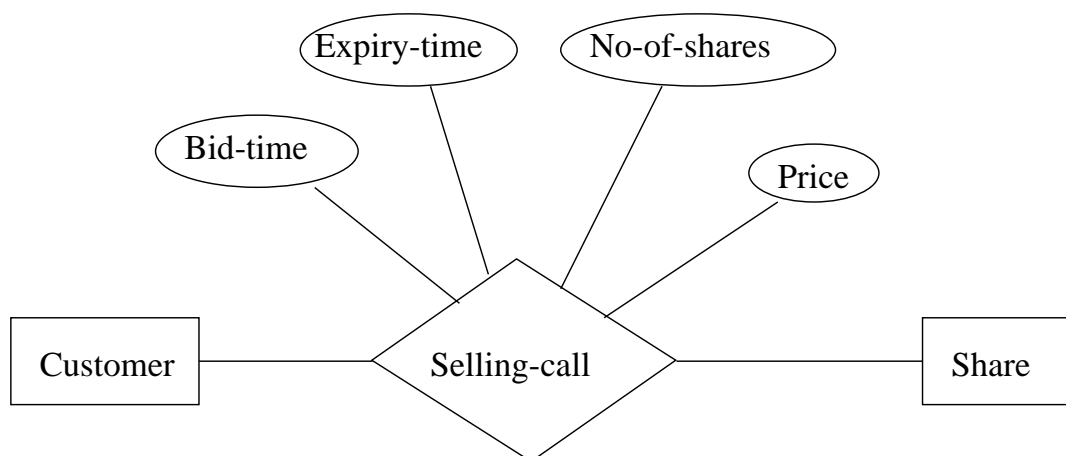 Expiry-time
No-of-shares
Bid-time
Price
Customer
Selling-call
Share